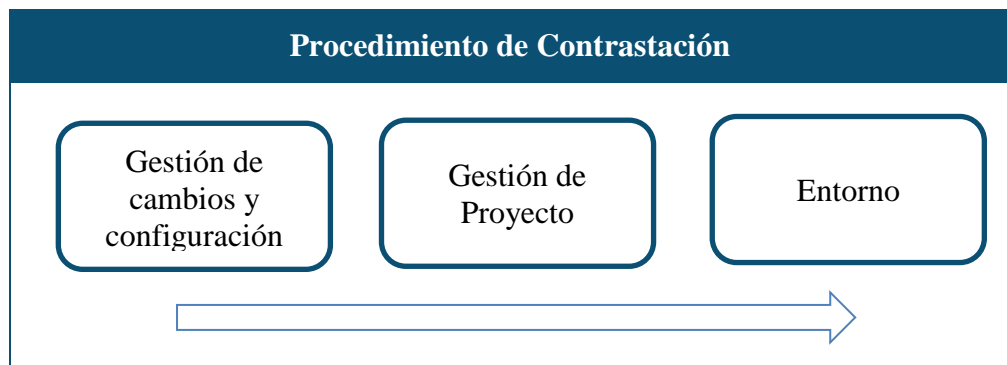 Procedimiento de Contrastación
Gestión de
cambios y
configuración
Gestión de
Proyecto
Entorno